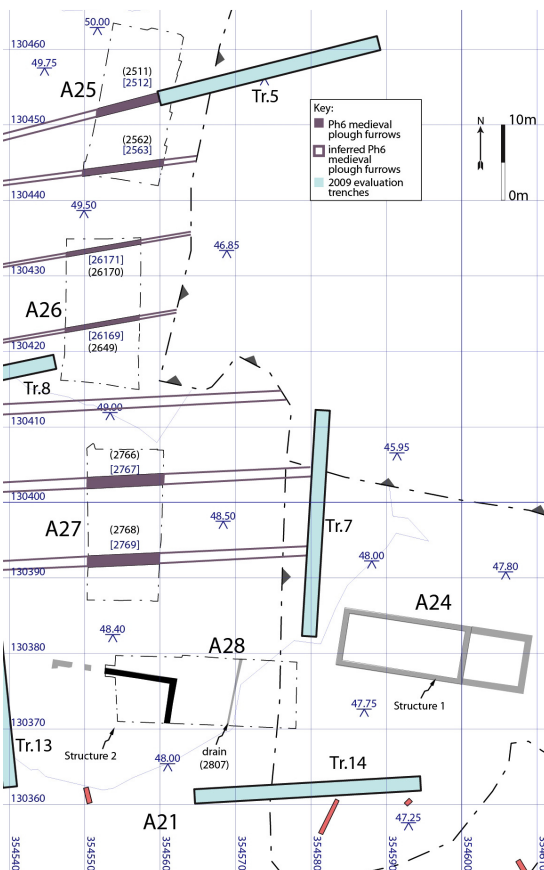 50.00
130460
49.75
A25
(2511)
[2512]
Tr.5
Key:
Ph6 medieval
plough furrows
inferred Ph6
medieval
plough furrows
2009 evaluation
trenches
N
10m
0m
130450
(2562)
[2563]
130440
49.50
46.85
[26171]
(26170)
130430
A26
[26169]
(2649)
130420
Tr.8
49.00
130410
(2766)
[2767]
45.95
130400
A27
(2768)
[2769]
48.50
Tr.7
48.00
47.80
130390
A24
48.40
A28
130380
47.75
Structure 1
130370
Tr.13
Structure 2
drain
(2807)
48.00
Tr.14
130360
A21
47.25
354540
354550
354560
354570
354580
354590
354600